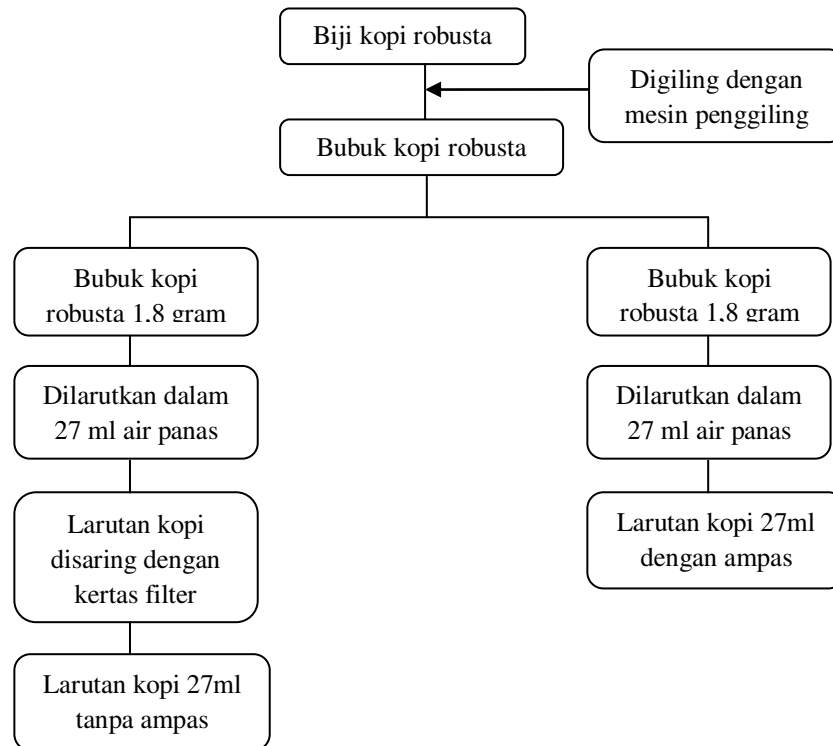 Biji kopi robusta
Digiling dengan
mesin penggiling
Bubuk kopi robusta
Bubuk kopi
robusta 1,8 gram
Bubuk kopi
robusta 1,8 gram
Dilarutkan dalam
27 ml air panas
Dilarutkan dalam
27 ml air panas
Larutan kopi
disaring dengan
kertas filter
Larutan kopi 27ml
dengan ampas
Larutan kopi 27ml
tanpa ampas